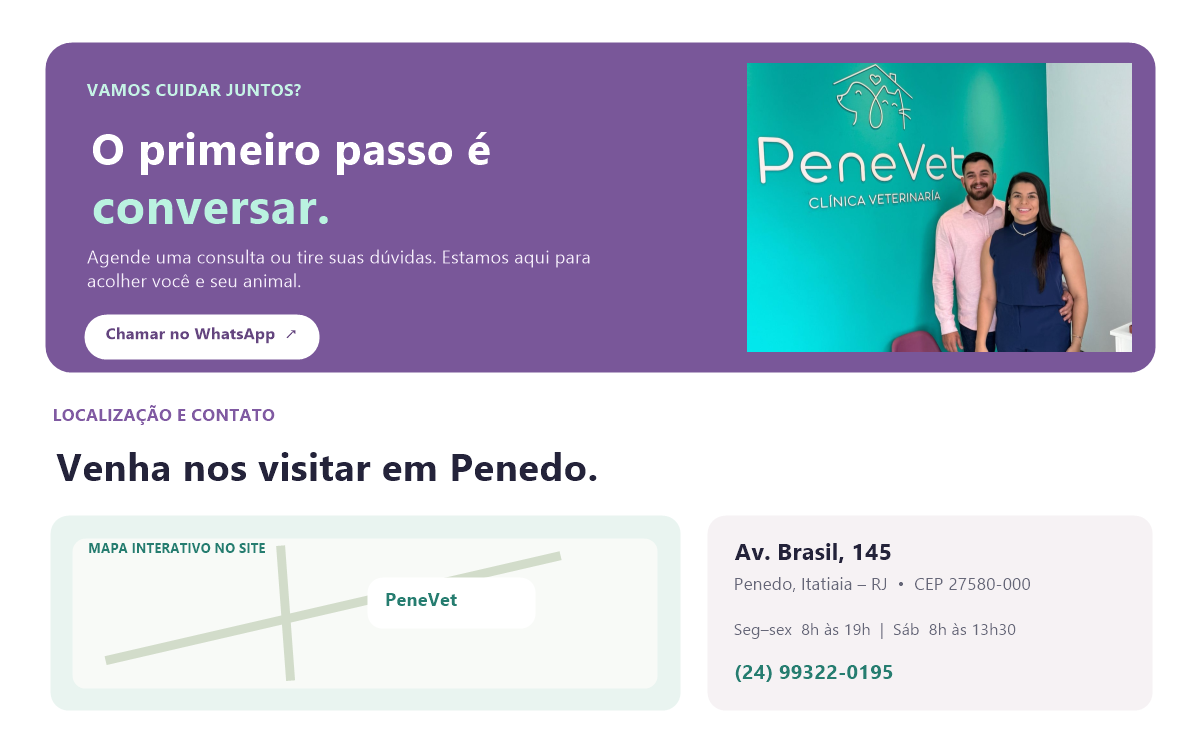 VAMOS CUIDAR JUNTOS?
O primeiro passo é
conversar.
Agende uma consulta ou tire suas dúvidas. Estamos aqui para
acolher você e seu animal.
Chamar no WhatsApp ↗
PeneVet
CLÍNICA VETERINARÍA
LOCALIZAÇÃO E CONTATO
Venha nos visitar em Penedo.
MAPA INTERATIVO NO SITE
PeneVet
Av. Brasil, 145
Penedo, Itatiaia – RJ • CEP 27580-000
Seg–sex 8h às 19h | Sáb 8h às 13h30
(24) 99322-0195